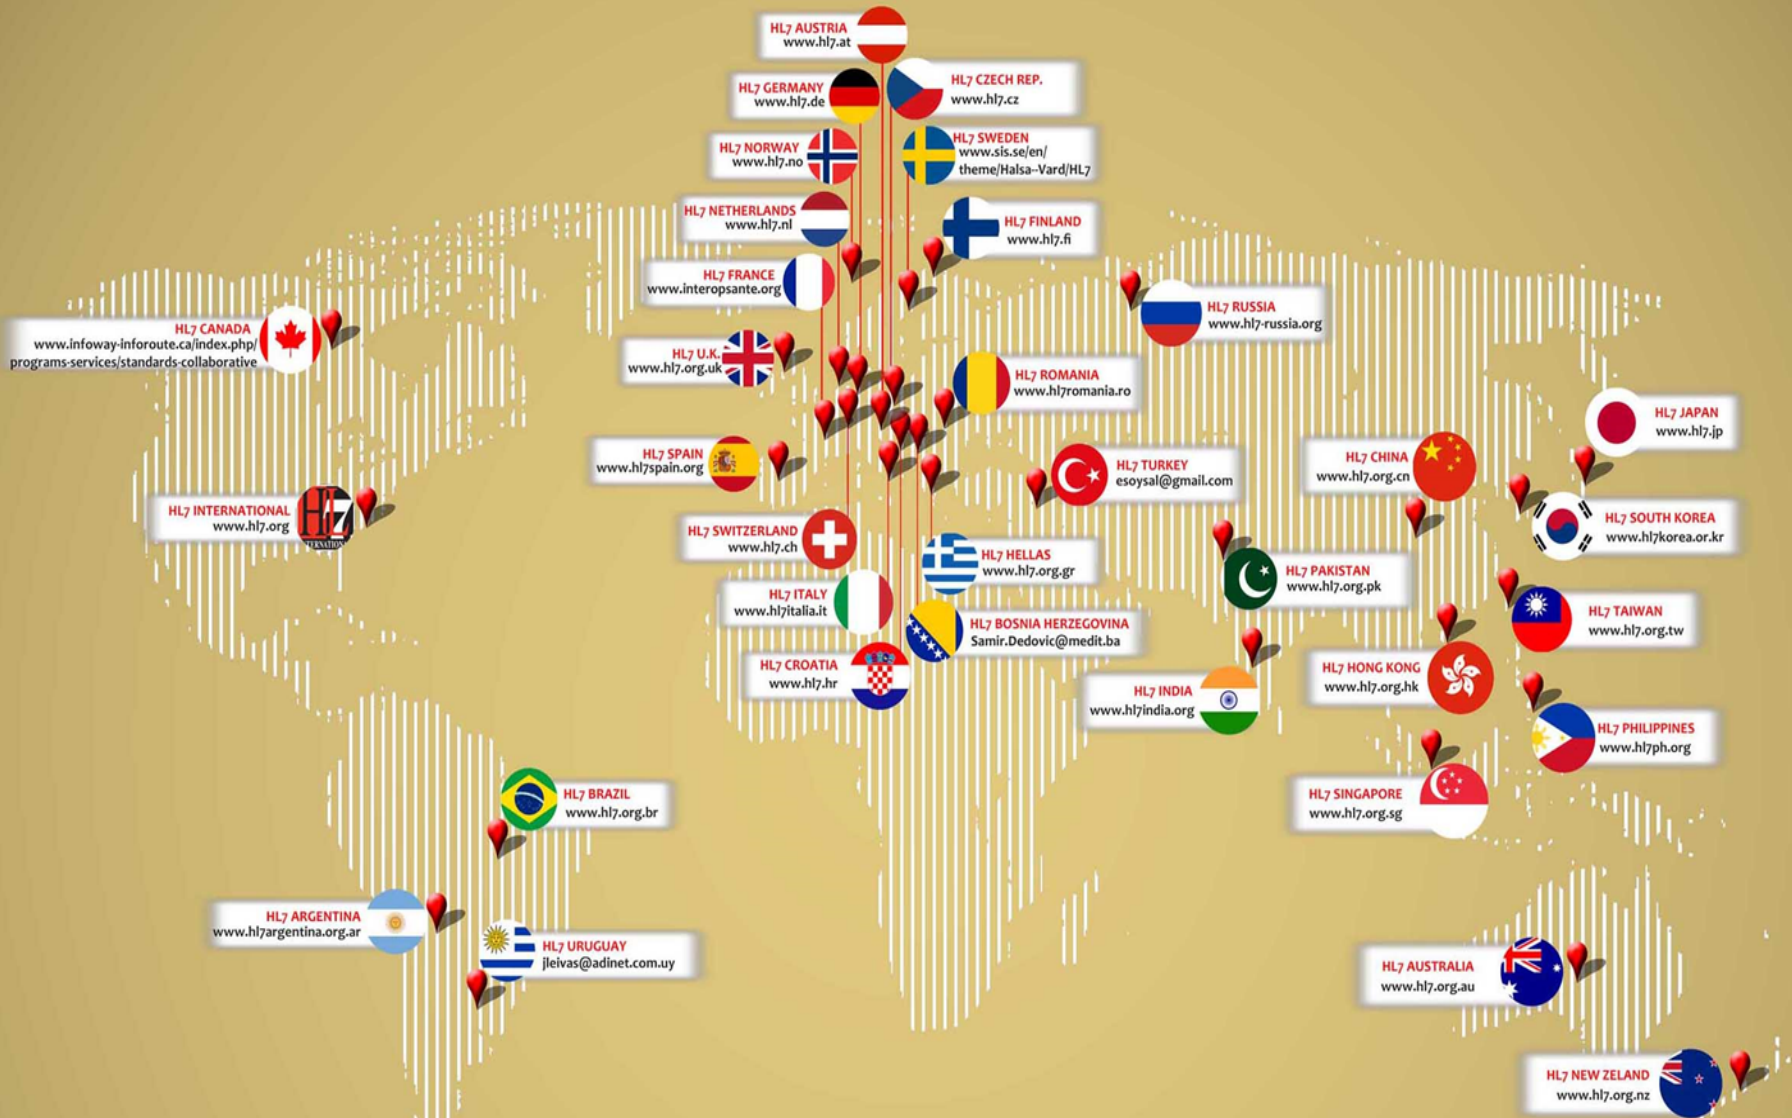 HL7 AUSTRIA
www.hl7.at
HL7 GERMANY
www.hl7.de
HL7 CZECH REP.
www.hl7.cz
HL7 NORWAY
www.hl7.no
HL7 SWEDEN
www.sis.se/en/
theme/Halsa--Vard/HL7
HL7 NETHERLANDS
www.hl7.nl
HL7 FINLAND
www.hl7.fi
HL7 FRANCE
www.interopsante.org
HL7 RUSSIA
www.hl7-russia.org
HL7 CANADA
www.infoway-inforoute.ca/index.php/
programs-services/standards-collaborative
HL7 U.K.
www.hl7.org.uk
HL7 ROMANIA
www.hl7romania.ro
HL7 JAPAN
www.hl7.jp
HL7 SPAIN
www.hl7spain.org
HL7 TURKEY
esoysal@gmail.com
HL7 CHINA
www.hl7.org.cn
HL7 INTERNATIONAL
www.hl7.org
HL7
INTERNATIONAL
HL7 SOUTH KOREA
www.hl7korea.or.kr
HL7 SWITZERLAND
www.hl7.ch
HL7 HELLAS
www.hl7.org.gr
HL7 PAKISTAN
www.hl7.org.pk
HL7 ITALY
www.hl7italia.it
HL7 BOSNIA HERZEGOVINA
Samir.Dedovic@medit.ba
HL7 TAIWAN
www.hl7.org.tw
HL7 CROATIA
www.hl7.hr
HL7 HONG KONG
www.hl7.org.hk
HL7 INDIA
www.hl7india.org
HL7 PHILIPPINES
www.hl7ph.org
HL7 BRAZIL
www.hl7.org.br
HL7 SINGAPORE
www.hl7.org.sg
HL7 ARGENTINA
www.hl7argentina.org.ar
HL7 URUGUAY
jleivas@adinet.com.uy
HL7 AUSTRALIA
www.hl7.org.au
HL7 NEW ZELAND
www.hl7.org.nz